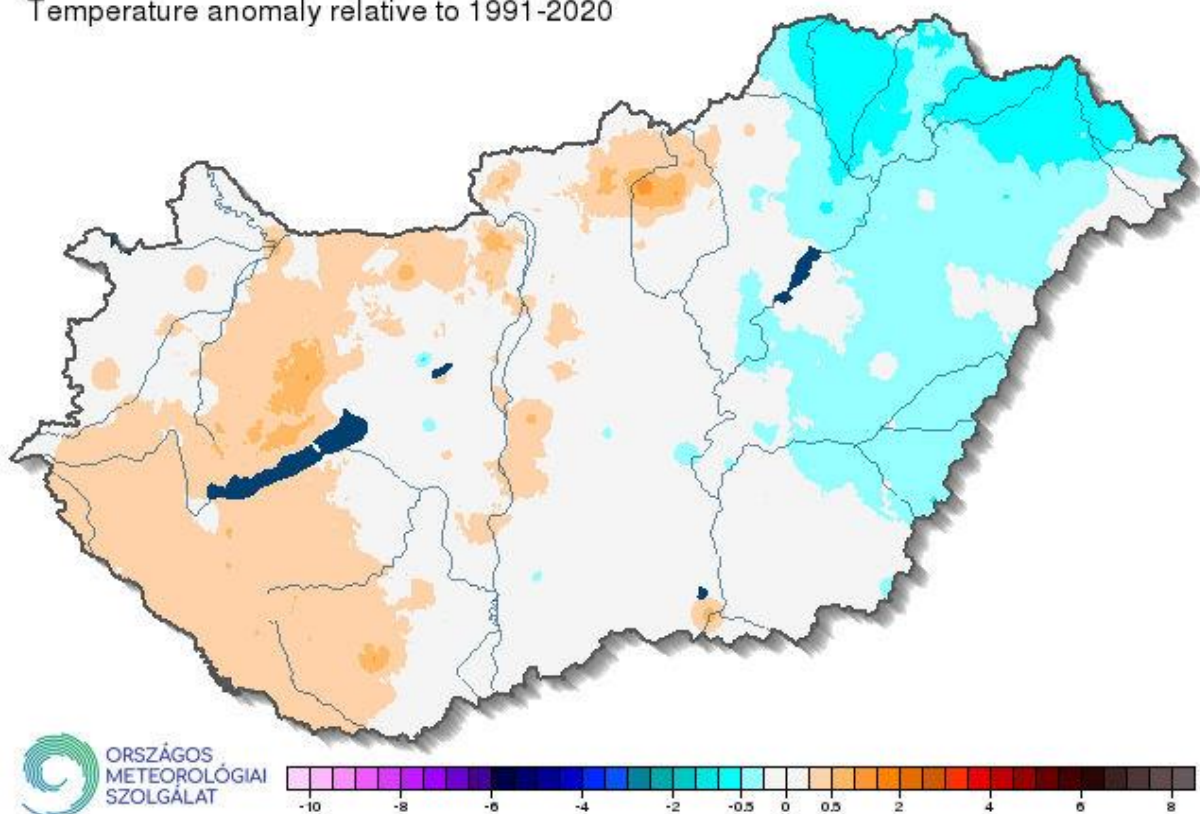 Temperature anomaly relative to 1991-2020
ORSZÁGOS
METEOROLÓGIAI
SZOLGÁLAT
-10 -8 -6 -4 -2 -0.5 0 0.5 2 4 6 8